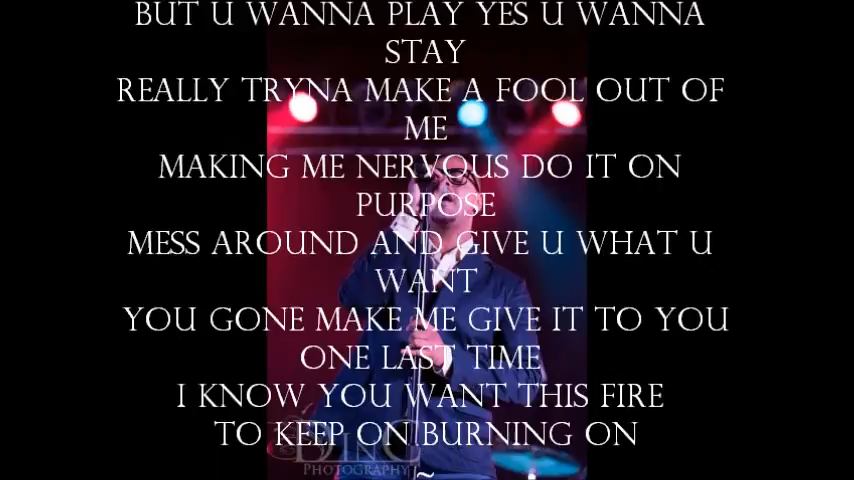 BUT U WANNA PLAY YES U WANNA
STAY
REALLY TRYNA MAKE A FOOL OUT OF
ME
MAKING ME NERVOUS DO IT ON
PURPOSE
MESS AROUND AND GIVE U WHAT U
WANT
YOU GONE MAKE ME GIVE IT TO YOU
ONE LAST TIME
I KNOW YOU WANT THIS FIRE
TO KEEP ON BURNING ON
PHOTOGRAPHY
~